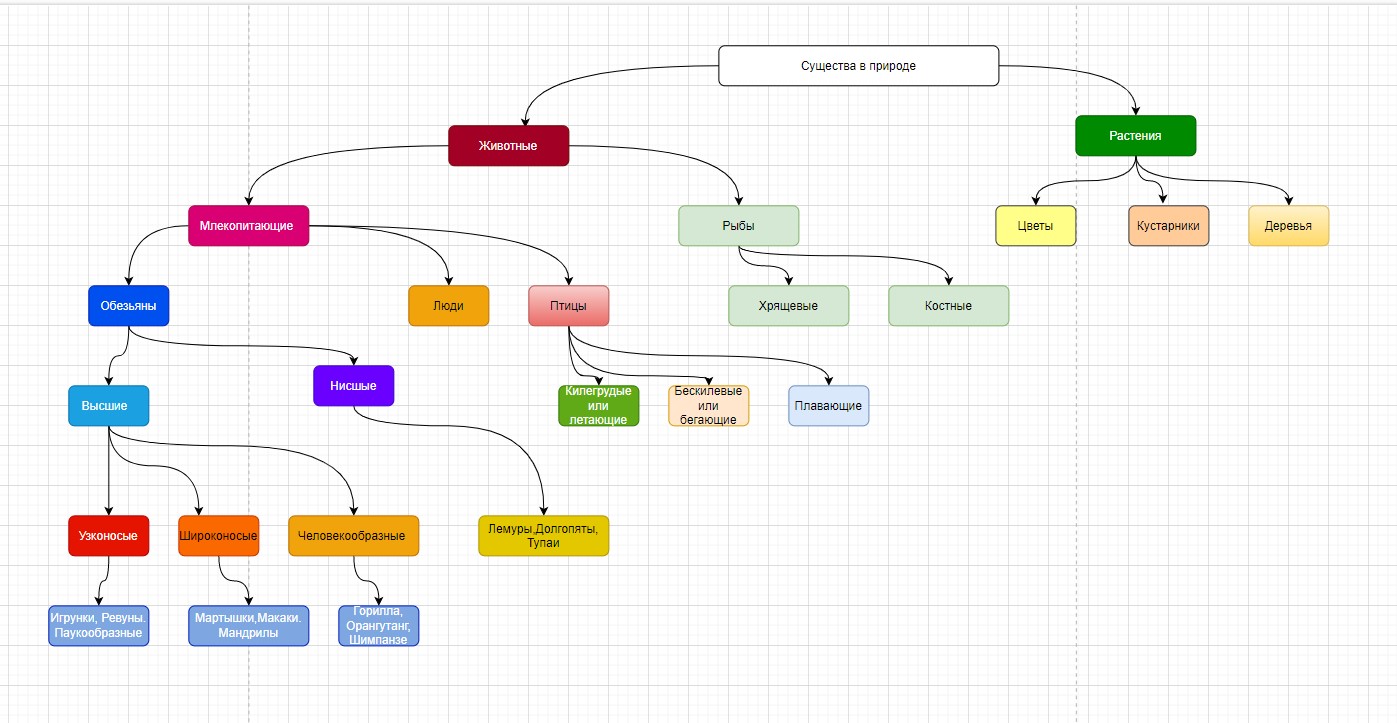 Существа в природе
Животные
Растения
Млекопитающие
Рыбы
Цветы
Кустарники
Деревья
Обезьяны
Люди
Птицы
Хрящевые
Костные
Нисшые
Высшие
Килегрудые
или
летающие
Бескилевые
или
бегающие
Плавающие
Узконосые
Широконосые
Человекообразные
Лемуры,Долгопяты,
Тупаи
Игрунки, Ревуны.
Паукообразные
Мартышки,Макаки.
Мандрилы
Горилла,
Орангутанг,
Шимпанзе